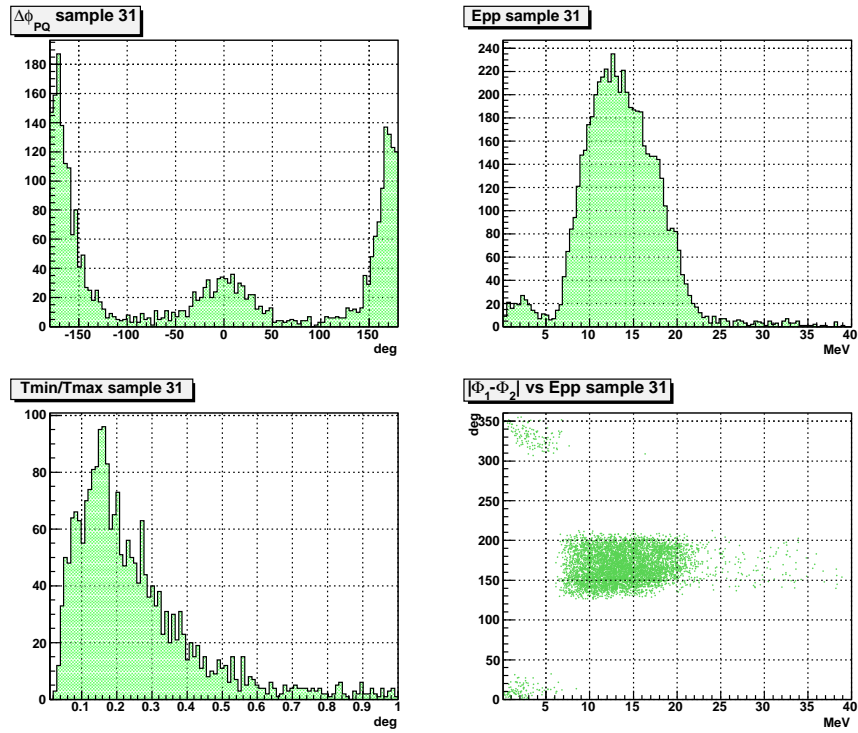 Δϕ_PQ sample 31
180
160
140
120
100
80
60
40
20
0
-150 -100 -50 0 50 100 150
deg
Epp sample 31
240
220
200
180
160
140
120
100
80
60
40
20
0
5 10 15 20 25 30 35 40
MeV
Tmin/Tmax sample 31
100
80
60
40
20
0
0.1 0.2 0.3 0.4 0.5 0.6 0.7 0.8 0.9 1
deg
|Φ_1-Φ_2| vs Epp sample 31
deg
350
300
250
200
150
100
50
0
5 10 15 20 25 30 35 40
MeV